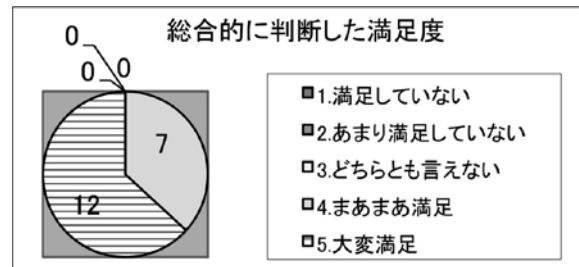 総合的に判断した満足度
0
0 0
7
12
1.満足していない
2.あまり満足していない
3.どちらとも言えない
4.まあまあ満足
5.大変満足